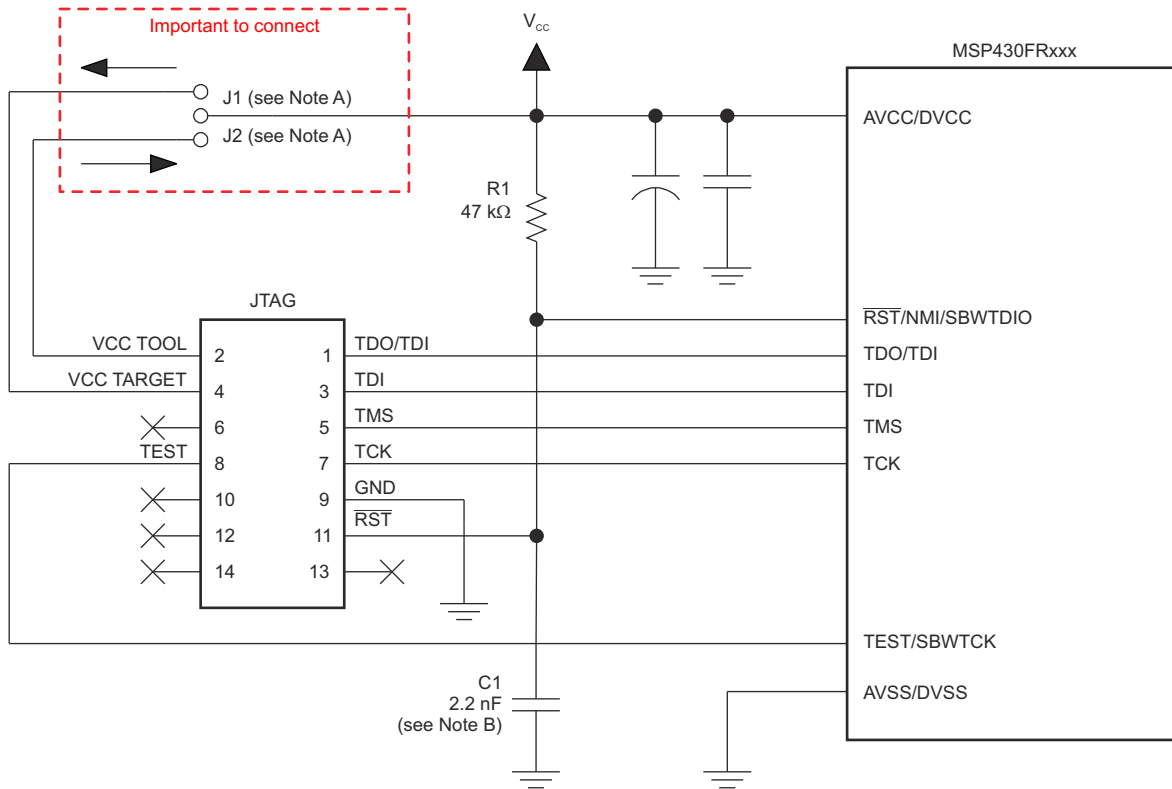 Important to connect
VCC
MSP430FRxxx
J1 (see Note A)
J2 (see Note A)
AVCC/DVCC
R1
47 kΩ
JTAG
RST/NMI/SBWTDIO
VCC TOOL 2 1 TDO/TDI TDO/TDI
VCC TARGET 4 3 TDI TDI
6 5 TMS TMS
TEST 8 7 TCK TCK
10 9 GND
12 11 RST
14 13
TEST/SBWTCK
C1
2.2 nF
(see Note B)
AVSS/DVSS